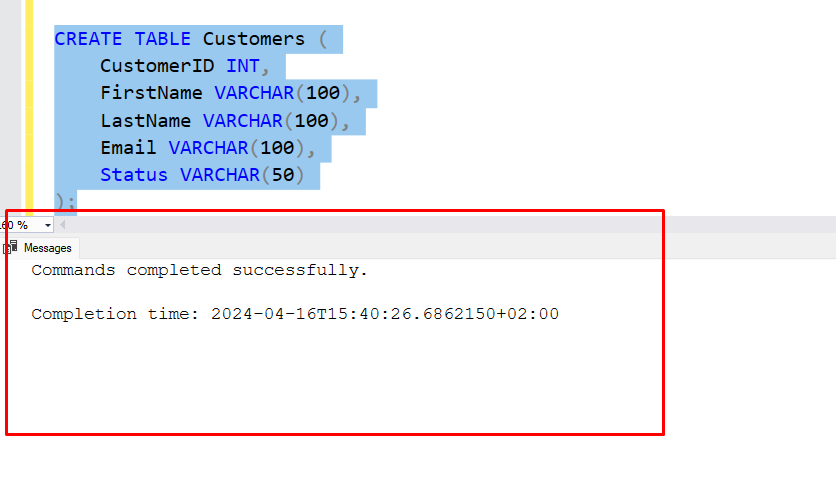 CREATE TABLE Customers (
    CustomerID INT,
    FirstName VARCHAR(100),
    LastName VARCHAR(100),
    Email VARCHAR(100),
    Status VARCHAR(50)
);
60 %
Messages
Commands completed successfully.
Completion time: 2024-04-16T15:40:26.6862150+02:00